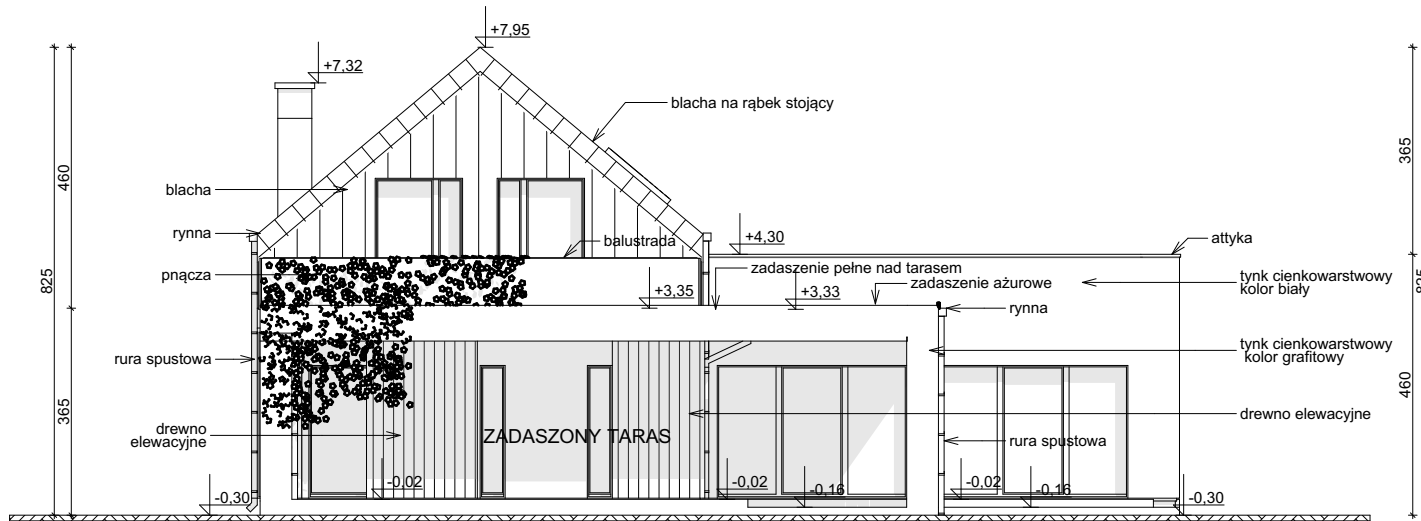 +7,95
+7,32
blacha na rąbek stojący
460
365
blacha
rynna
balustrada
+4,30
attyka
pnącza
zadaszenie pełne nad tarasem
zadaszenie ażurowe
tynk cienkowarstwowy
kolor biały
825
825
+3,35
+3,33
rynna
rura spustowa
tynk cienkowarstwowy
kolor grafitowy
365
460
drewno
elewacyjne
ZADASZONY TARAS
drewno elewacyjne
rura spustowa
-0,30
-0,02
-0,02
-0,16
-0,02
-0,16
-0,30